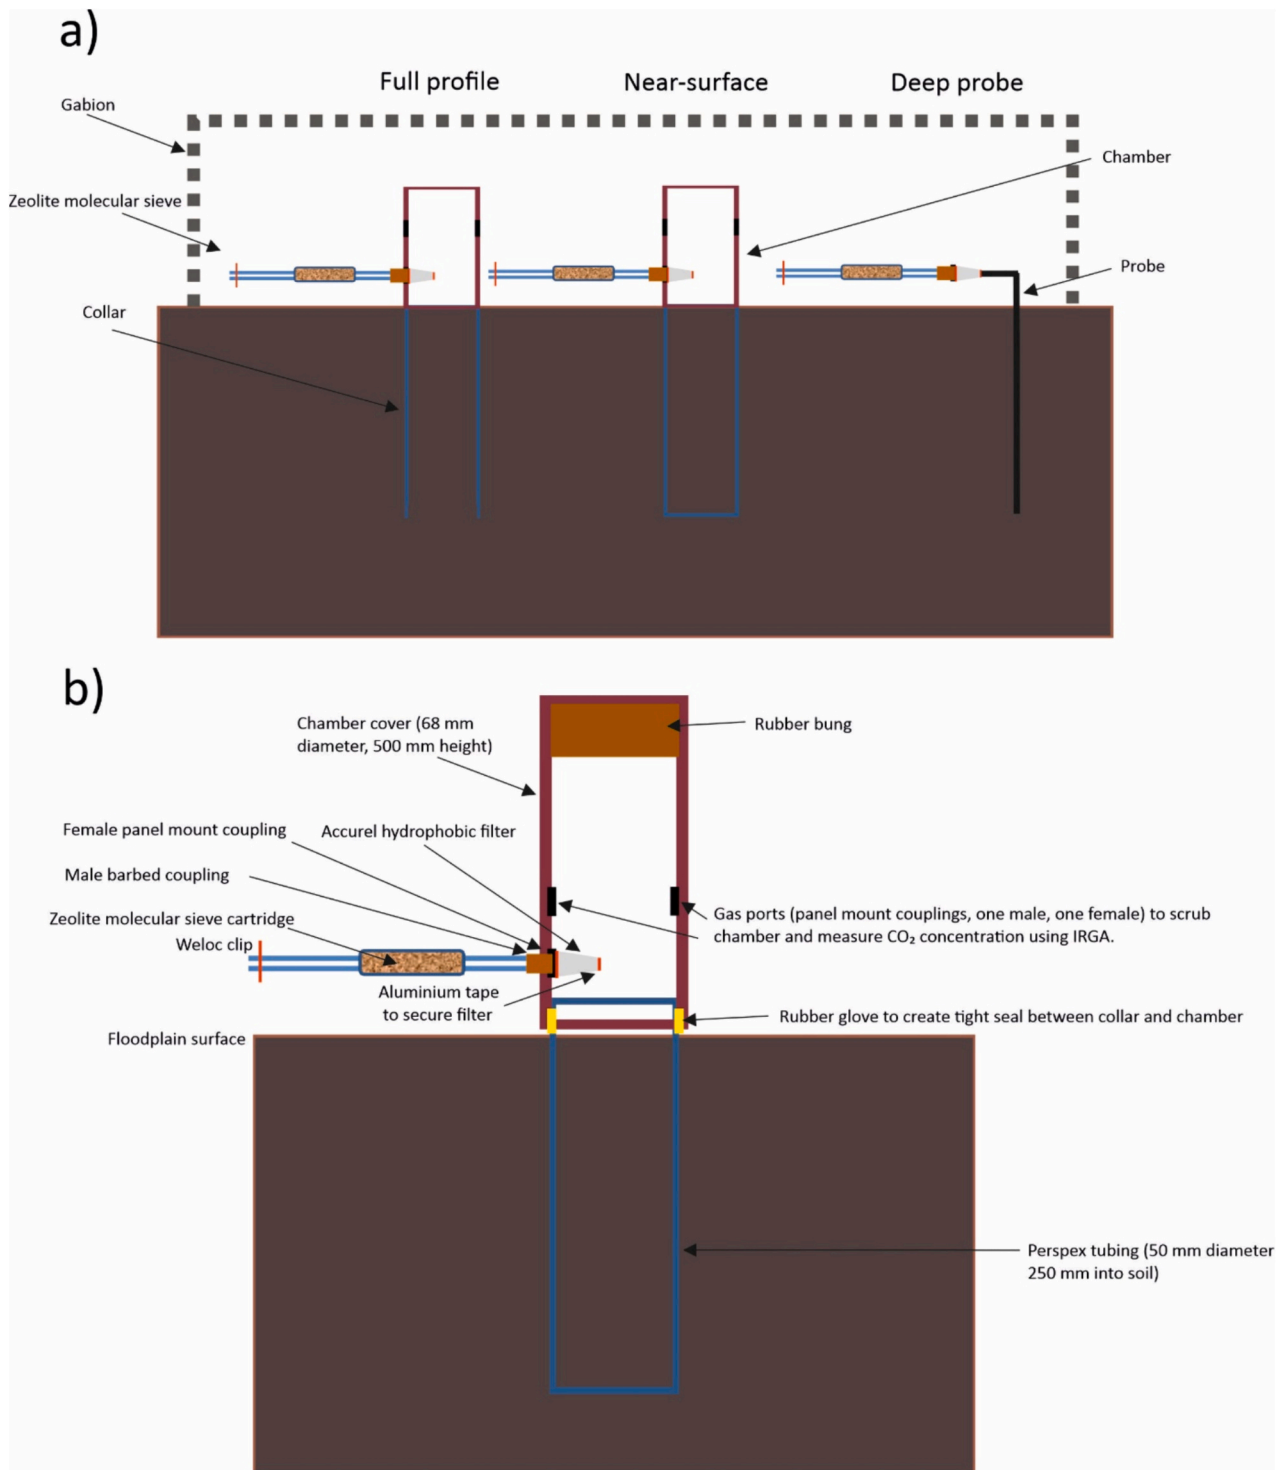 a)
Full profile
Near-surface
Deep probe
Gabion
Chamber
Zeolite molecular sieve
Probe
Collar
b)
Chamber cover (68 mm
diameter, 500 mm height)
Rubber bung
Female panel mount coupling
Accurel hydrophobic filter
Male barbed coupling
Zeolite molecular sieve cartridge
Weloc clip
Gas ports (panel mount couplings, one male, one female) to scrub
chamber and measure CO₂ concentration using IRGA.
Aluminium tape
to secure filter
Rubber glove to create tight seal between collar and chamber
Floodplain surface
Perspex tubing (50 mm diameter
250 mm into soil)